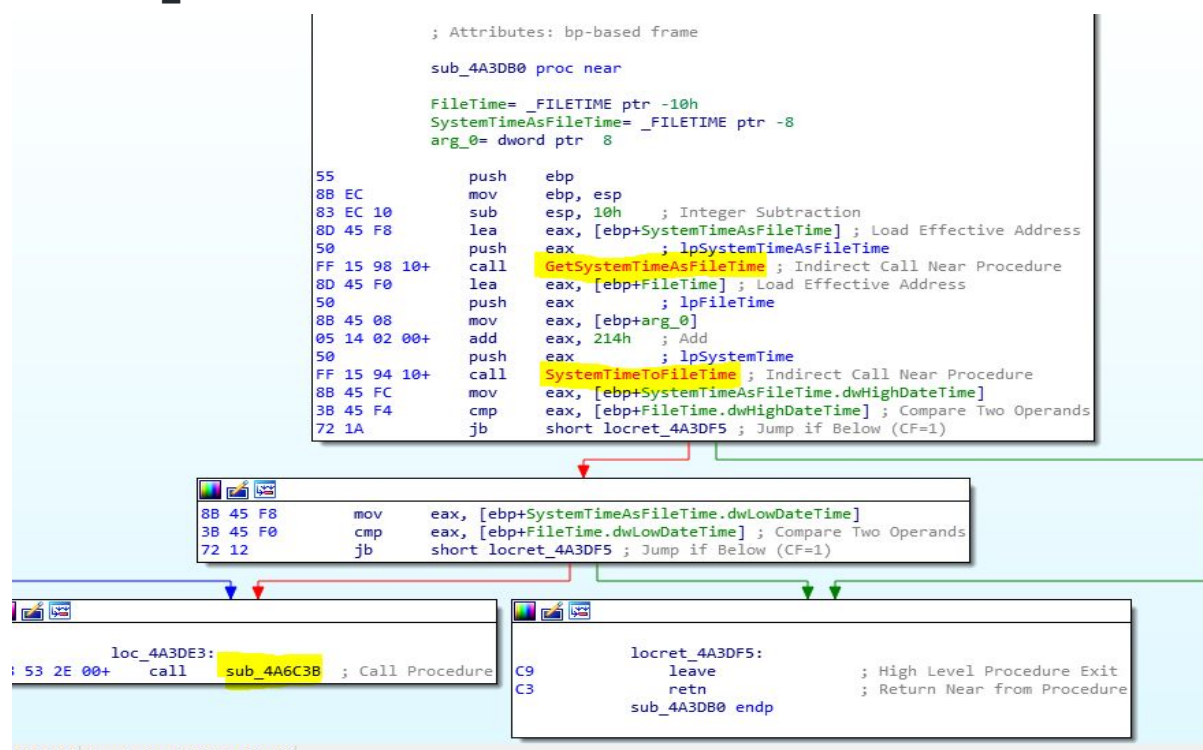 ; Attributes: bp-based frame
sub_4A3DB0 proc near
FileTime= _FILETIME ptr -10h
SystemTimeAsFileTime= _FILETIME ptr -8
arg_0= dword ptr  8
55 push ebp
8B EC mov ebp, esp
83 EC 10 sub esp, 10h ; Integer Subtraction
8D 45 F8 lea eax, [ebp+SystemTimeAsFileTime] ; Load Effective Address
50 push eax ; lpSystemTimeAsFileTime
FF 15 98 10+ call GetSystemTimeAsFileTime ; Indirect Call Near Procedure
8D 45 F0 lea eax, [ebp+FileTime] ; Load Effective Address
50 push eax ; lpFileTime
8B 45 08 mov eax, [ebp+arg_0]
05 14 02 00+ add eax, 214h ; Add
50 push eax ; lpSystemTime
FF 15 94 10+ call SystemTimeToFileTime ; Indirect Call Near Procedure
8B 45 FC mov eax, [ebp+SystemTimeAsFileTime.dwHighDateTime]
3B 45 F4 cmp eax, [ebp+FileTime.dwHighDateTime] ; Compare Two Operands
72 1A jb short locret_4A3DF5 ; Jump if Below (CF=1)
8B 45 F8 mov eax, [ebp+SystemTimeAsFileTime.dwLowDateTime]
3B 45 F0 cmp eax, [ebp+FileTime.dwLowDateTime] ; Compare Two Operands
72 12 jb short locret_4A3DF5 ; Jump if Below (CF=1)
loc_4A3DE3:
53 2E 00+ call sub_4A6C3B ; Call Procedure
locret_4A3DF5:
C9 leave ; High Level Procedure Exit
C3 retn ; Return Near from Procedure
sub_4A3DB0 endp